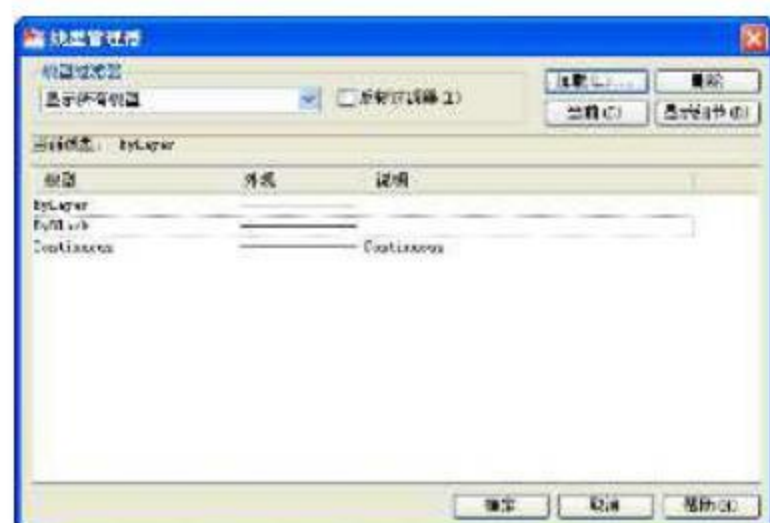 线型管理器
线型过滤器
显示所有线型
反转过滤器(I)
加载(L)...
删除
当前(C)
显示细节(D)
当前线型: ByLayer
线型 外观 说明
ByLayer
ByBlock
Continuous Continuous
确定 取消 帮助(H)